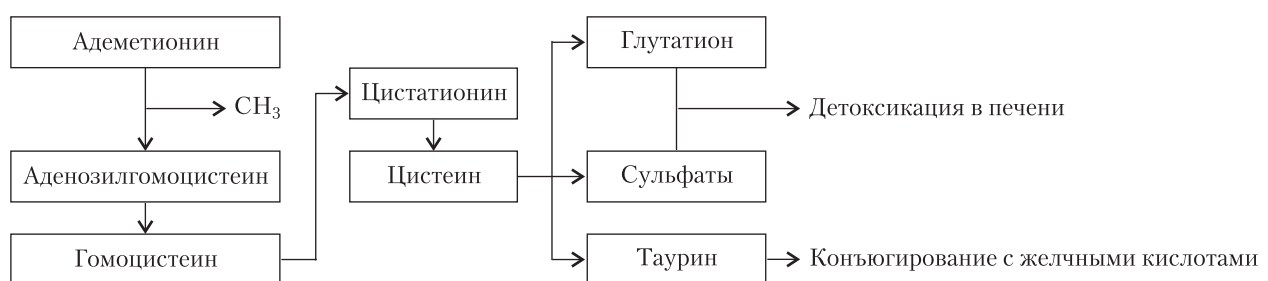 Адеметионин
CH₃
Аденозилгомоцистеин
Гомоцистеин
Цистатионин
Цистеин
Глутатион
Детоксикация в печени
Сульфаты
Таурин
Конъюгирование с желчными кислотами